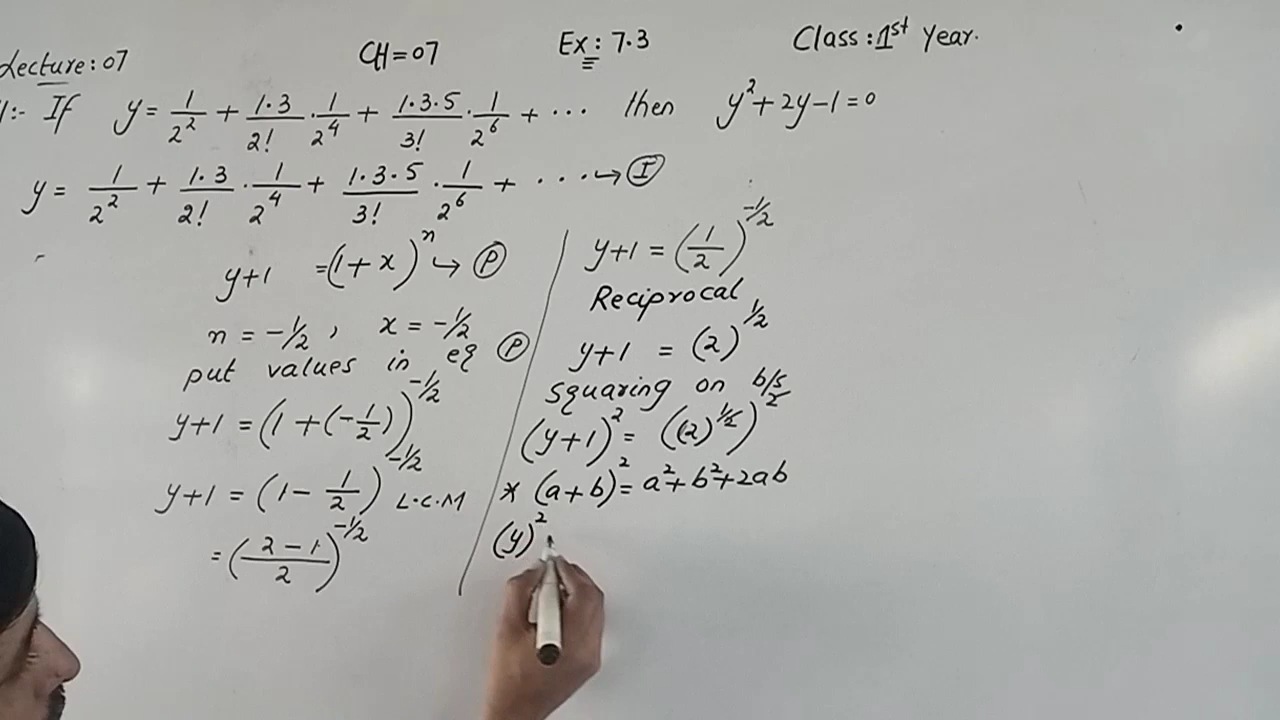 Lecture: 07 CH=07 Ex: 7.3 Class: 1st Year.
:- If y = 1/2² + 1·3/2! · 1/2⁴ + 1·3·5/3! · 1/2⁶ + ··· then y²+2y-1=0
y = 1/2² + 1·3/2! · 1/2⁴ + 1·3·5/3! · 1/2⁶ + ··· → Ⓘ
y+1 = (1+x)ⁿ → Ⓟ
n = -1/2 , x = -1/2
put values in eq Ⓟ
y+1 = (1+(-1/2))^-1/2
y+1 = (1 - 1/2)^-1/2 L.C.M
= (2-1/2)^-1/2
y+1 = (1/2)^-1/2
Reciprocal
y+1 = (2)^1/2
squaring on b/s
(y+1)² = ((2)^1/2)²
* (a+b)² = a²+b²+2ab
(y)²